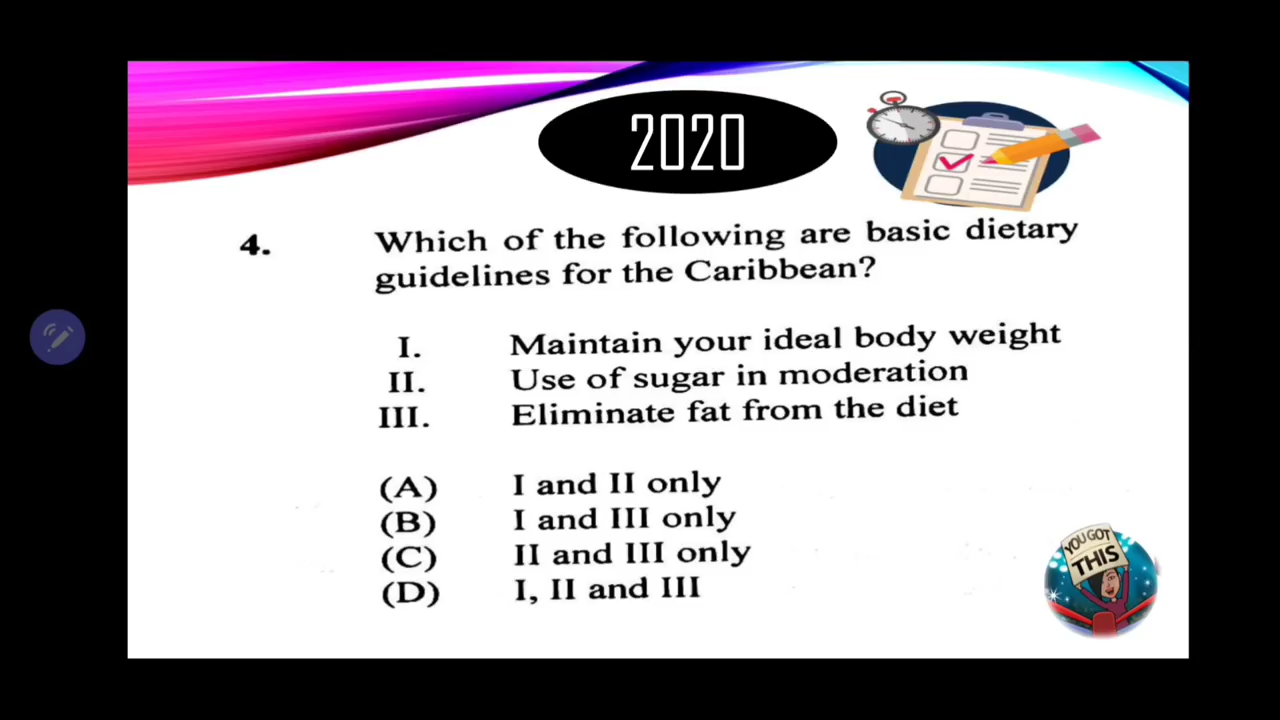 2020
4. Which of the following are basic dietary
guidelines for the Caribbean?
I. Maintain your ideal body weight
II. Use of sugar in moderation
III. Eliminate fat from the diet
(A) I and II only
(B) I and III only
(C) II and III only
(D) I, II and III
YOU GOT
THIS